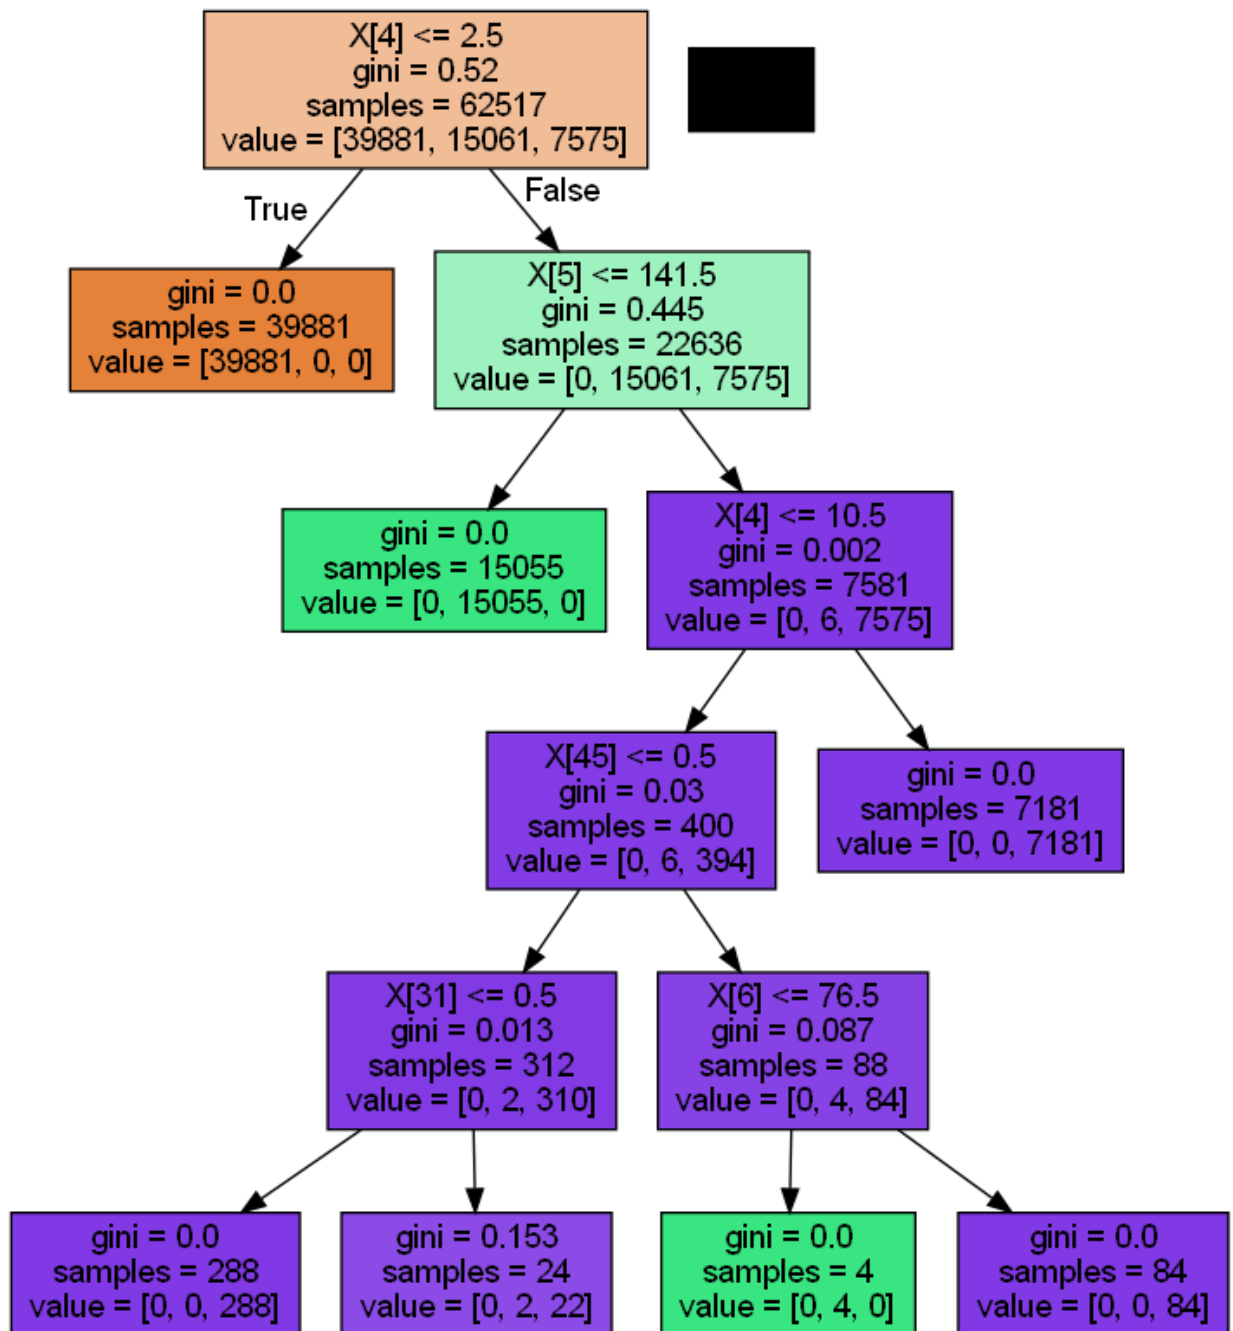 X[4] <= 2.5
gini = 0.52
samples = 62517
value = [39881, 15061, 7575]
True
False
gini = 0.0
samples = 39881
value = [39881, 0, 0]
X[5] <= 141.5
gini = 0.445
samples = 22636
value = [0, 15061, 7575]
gini = 0.0
samples = 15055
value = [0, 15055, 0]
X[4] <= 10.5
gini = 0.002
samples = 7581
value = [0, 6, 7575]
X[45] <= 0.5
gini = 0.03
samples = 400
value = [0, 6, 394]
gini = 0.0
samples = 7181
value = [0, 0, 7181]
X[31] <= 0.5
gini = 0.013
samples = 312
value = [0, 2, 310]
X[6] <= 76.5
gini = 0.087
samples = 88
value = [0, 4, 84]
gini = 0.0
samples = 288
value = [0, 0, 288]
gini = 0.153
samples = 24
value = [0, 2, 22]
gini = 0.0
samples = 4
value = [0, 4, 0]
gini = 0.0
samples = 84
value = [0, 0, 84]